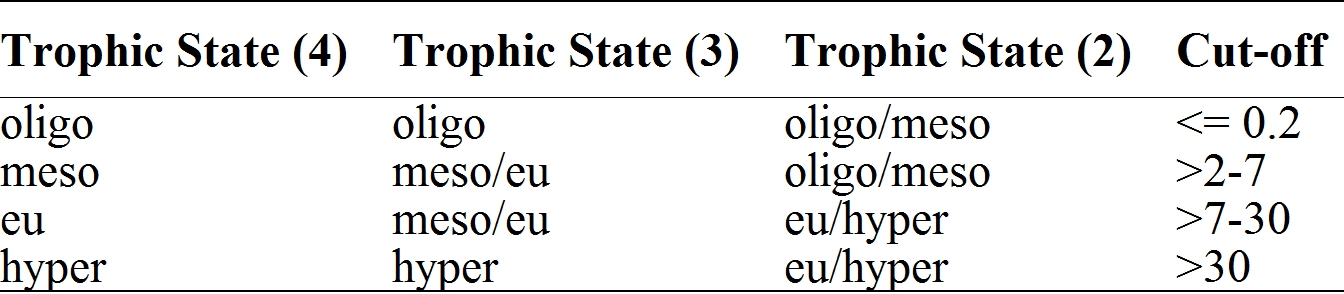 Trophic State (4) Trophic State (3) Trophic State (2) Cut-off
oligo oligo oligo/meso <= 0.2
meso meso/eu oligo/meso >2-7
eu meso/eu eu/hyper >7-30
hyper hyper eu/hyper >30